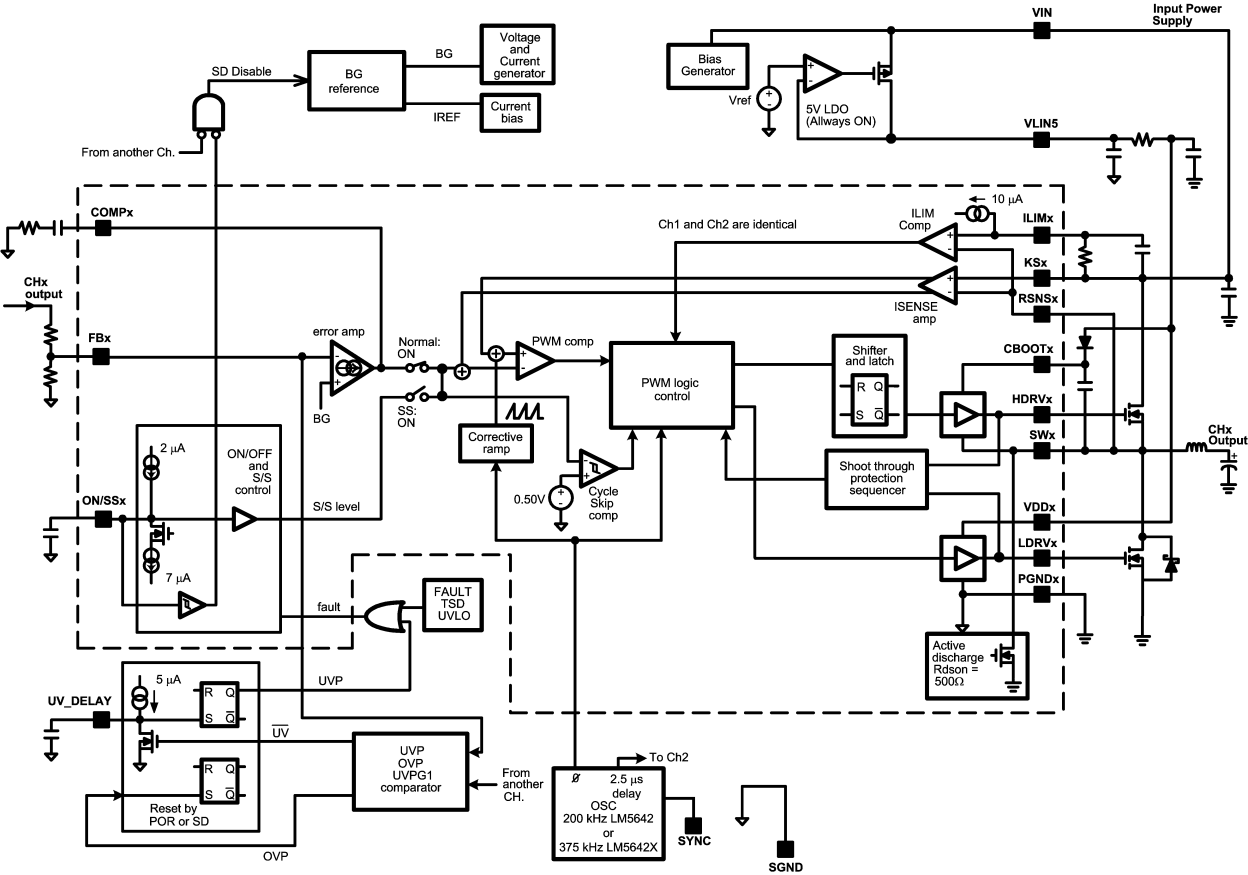 VIN
Input Power
Supply
Voltage
and
Current
generator
BG
BG
reference
SD Disable
IREF
Current
bias
Bias
Generator
+
-
Vref
+
-
5V LDO
(Allways ON)
VLIN5
From another Ch.
COMPx
Ch1 and Ch2 are identical
ILIM
Comp
10 µA
ILIMx
+
-
KSx
+
-
ISENSE
amp
RSNSx
CHx
output
FBx
error amp
-
+
BG
Normal:
ON
SS:
ON
+
+
PWM comp
+
-
PWM logic
control
Shifter
and latch
R Q
S Q̅
CBOOTx
HDRVx
SWx
CHx
Output
+
Corrective
ramp
2 µA
ON/OFF
and
S/S
control
ON/SSx
7 µA
S/S level
0.50V
+
-
-
+
Cycle
Skip
comp
Shoot through
protection
sequencer
VDDx
LDRVx
PGNDx
fault
FAULT
TSD
UVLO
Active
discharge
Rdson =
500Ω
UV_DELAY
5 µA
R Q
S Q̅
UVP
U̅V̅
R Q
S Q̅
Reset by
POR or SD
OVP
UVP
OVP
UVPG1
comparator
From
another
CH.
To Ch2
Ø
2.5 µs
delay
OSC
200 kHz LM5642
or
375 kHz LM5642X
SYNC
SGND